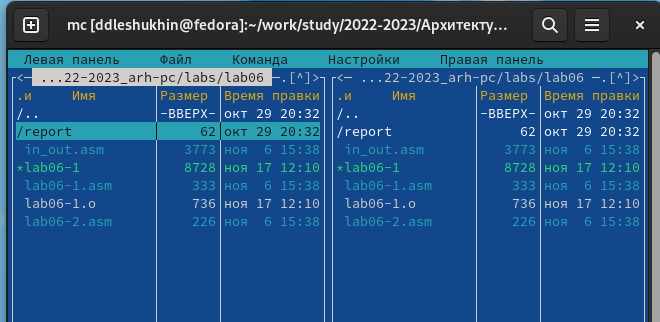 mc [ddleshukhin@fedora]:~/work/study/2022-2023/Архитекту…
Левая панель Файл Команда Настройки Правая панель
<─ ...22-2023_arh-pc/labs/lab06 ─.[^]> <─ ...22-2023_arh-pc/labs/lab06 ─.[^]>
.и Имя Размер Время правки .и Имя Размер Время правки
/.. -ВВЕРХ- окт 29 20:32 /.. -ВВЕРХ- окт 29 20:32
/report 62 окт 29 20:32 /report 62 окт 29 20:32
in_out.asm 3773 ноя 6 15:38 in_out.asm 3773 ноя 6 15:38
*lab06-1 8728 ноя 17 12:10 *lab06-1 8728 ноя 17 12:10
lab06-1.asm 333 ноя 6 15:38 lab06-1.asm 333 ноя 6 15:38
lab06-1.o 736 ноя 17 12:10 lab06-1.o 736 ноя 17 12:10
lab06-2.asm 226 ноя 6 15:38 lab06-2.asm 226 ноя 6 15:38